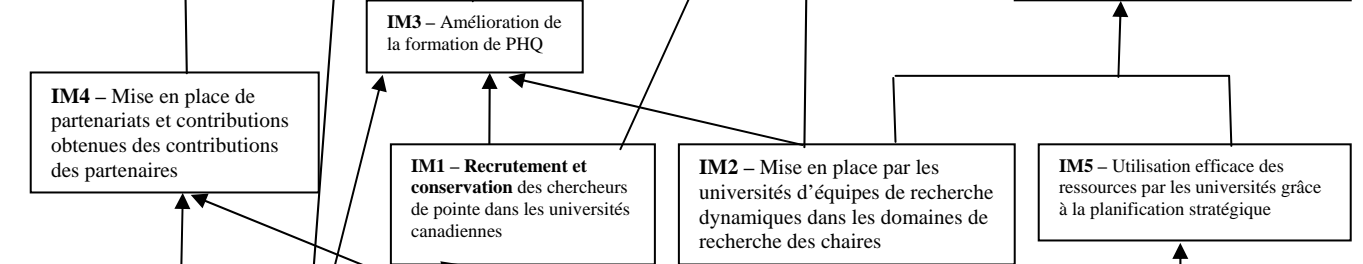 IM3 – Amélioration de
la formation de PHQ
IM4 – Mise en place de
partenariats et contributions
obtenues des contributions
des partenaires
IM1 – Recrutement et
conservation des chercheurs
de pointe dans les universités
canadiennes
IM2 – Mise en place par les
universités d'équipes de recherche
dynamiques dans les domaines de
recherche des chaires
IM5 – Utilisation efficace des
ressources par les universités grâce
à la planification stratégique